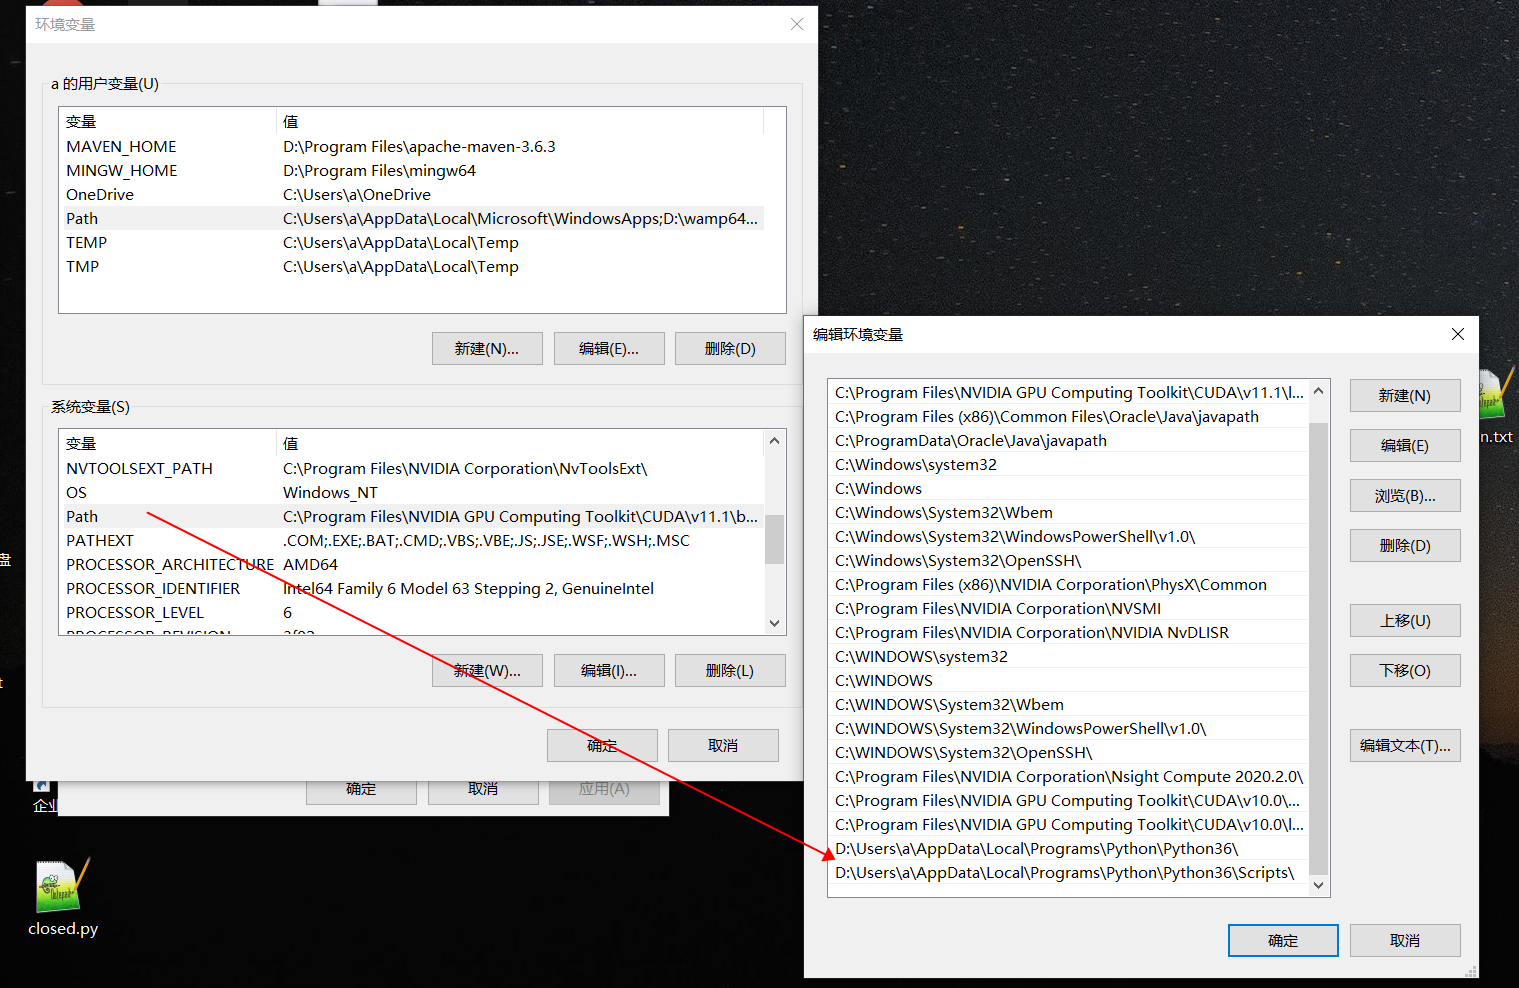 环境变量
a 的用户变量(U)
变量 值
MAVEN_HOME D:\Program Files\apache-maven-3.6.3
MINGW_HOME D:\Program Files\mingw64
OneDrive C:\Users\a\OneDrive
Path C:\Users\a\AppData\Local\Microsoft\WindowsApps;D:\wamp64...
TEMP C:\Users\a\AppData\Local\Temp
TMP C:\Users\a\AppData\Local\Temp
新建(N)... 编辑(E)... 删除(D)
系统变量(S)
变量 值
NVTOOLSEXT_PATH C:\Program Files\NVIDIA Corporation\NvToolsExt\
OS Windows_NT
Path C:\Program Files\NVIDIA GPU Computing Toolkit\CUDA\v11.1\b...
PATHEXT .COM;.EXE;.BAT;.CMD;.VBS;.VBE;.JS;.JSE;.WSF;.WSH;.MSC
PROCESSOR_ARCHITECTURE AMD64
PROCESSOR_IDENTIFIER Intel64 Family 6 Model 63 Stepping 2, GenuineIntel
PROCESSOR_LEVEL 6
新建(W)... 编辑(I)... 删除(L)
确定 取消
确定 取消 应用(A)
编辑环境变量
C:\Program Files\NVIDIA GPU Computing Toolkit\CUDA\v11.1\l...
C:\Program Files (x86)\Common Files\Oracle\Java\javapath
C:\ProgramData\Oracle\Java\javapath
C:\Windows\system32
C:\Windows
C:\Windows\System32\Wbem
C:\Windows\System32\WindowsPowerShell\v1.0\
C:\Windows\System32\OpenSSH\
C:\Program Files (x86)\NVIDIA Corporation\PhysX\Common
C:\Program Files\NVIDIA Corporation\NVSMI
C:\Program Files\NVIDIA Corporation\NVIDIA NvDLISR
C:\WINDOWS\system32
C:\WINDOWS
C:\WINDOWS\System32\Wbem
C:\WINDOWS\System32\WindowsPowerShell\v1.0\
C:\WINDOWS\System32\OpenSSH\
C:\Program Files\NVIDIA Corporation\Nsight Compute 2020.2.0\
C:\Program Files\NVIDIA GPU Computing Toolkit\CUDA\v10.0\...
C:\Program Files\NVIDIA GPU Computing Toolkit\CUDA\v10.0\l...
D:\Users\a\AppData\Local\Programs\Python\Python36\
D:\Users\a\AppData\Local\Programs\Python\Python36\Scripts\
新建(N)
编辑(E)
浏览(B)...
删除(D)
上移(U)
下移(O)
编辑文本(T)...
确定 取消
n.txt
盘
t
企业
closed.py